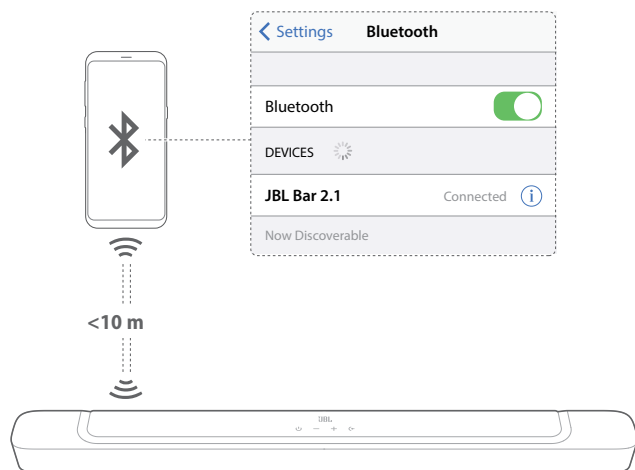 Settings Bluetooth
Bluetooth
DEVICES
JBL Bar 2.1 Connected i
Now Discoverable
<10 m
JBL
- +